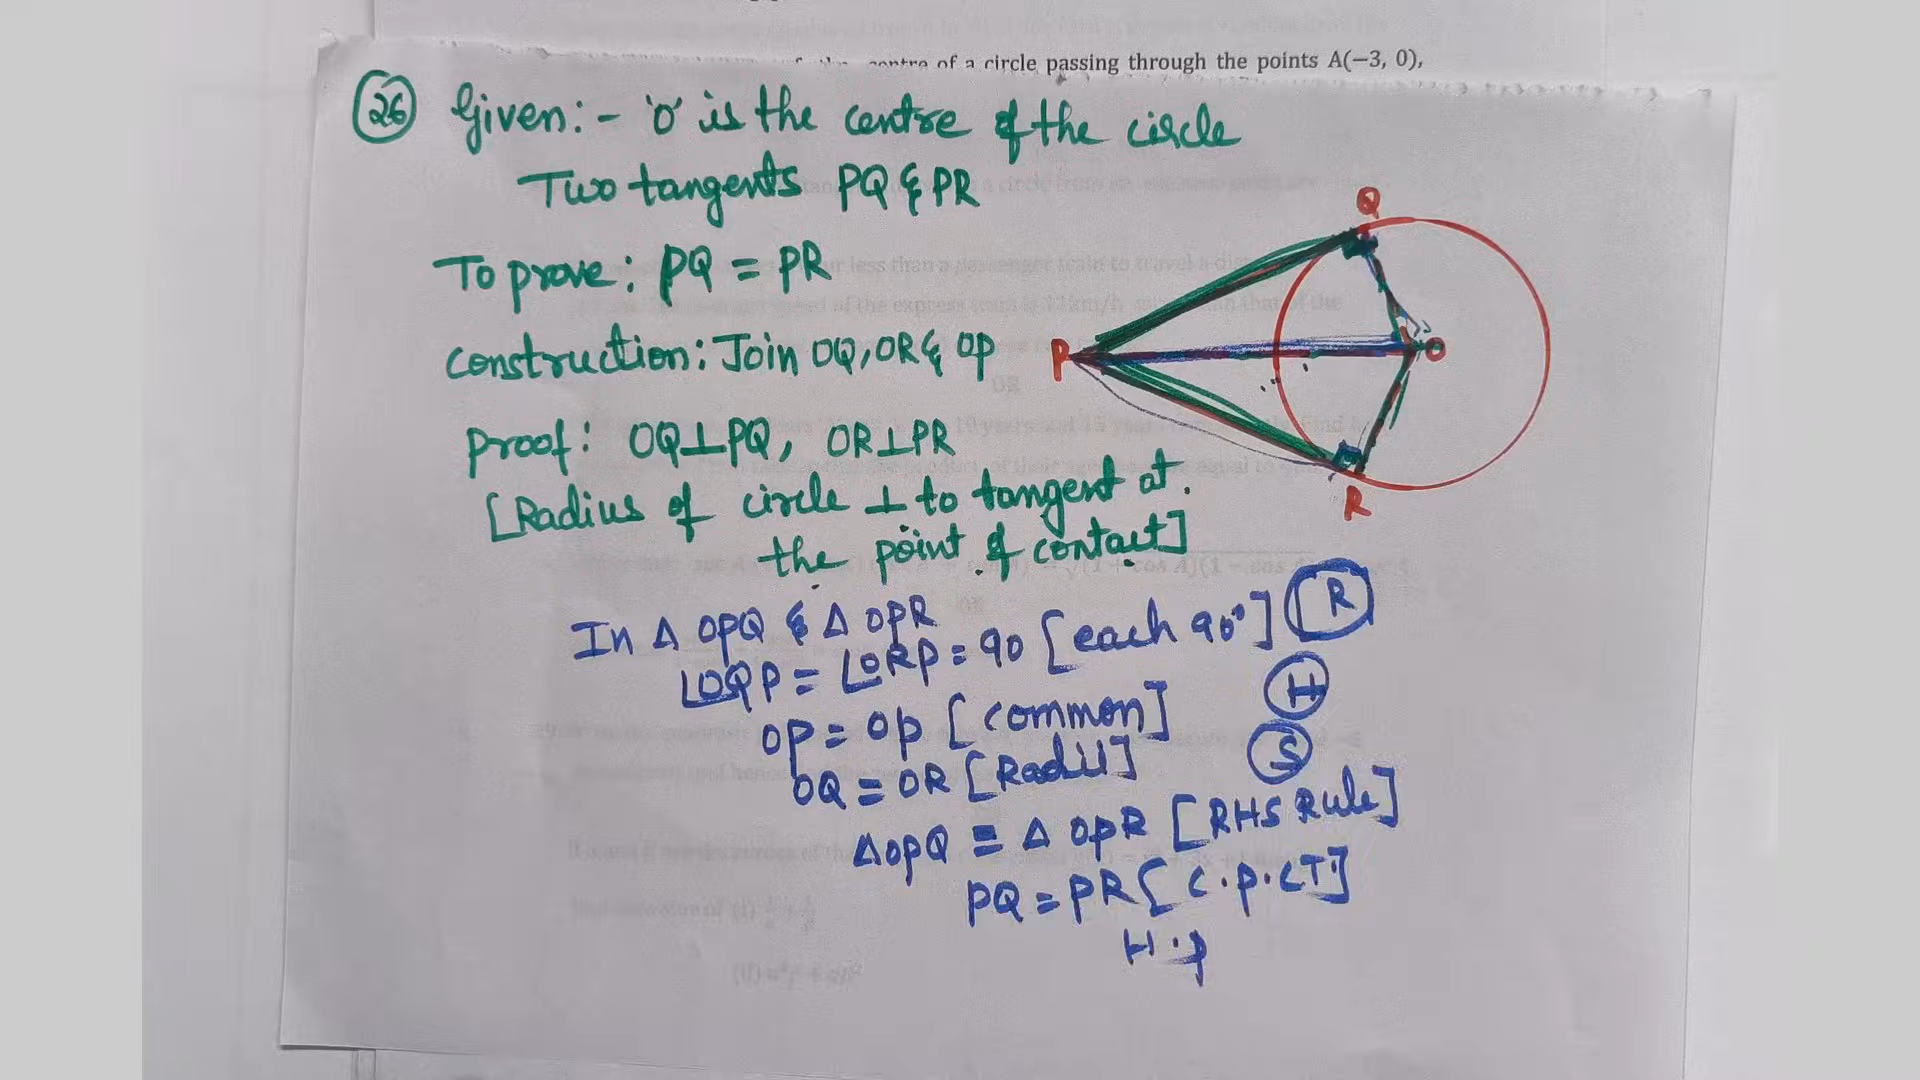 centre of a circle passing through the points A(−3, 0),
26 Given:- 'O' is the centre of the circle
Two tangents PQ & PR
To prove: PQ = PR
construction: Join OQ, OR & OP
proof: OQ⊥PQ, OR⊥PR
[Radius of circle ⊥ to tangent at
the point of contact]
Q
P
O
R
In Δ OPQ & Δ OPR
∠OQP = ∠ORP = 90 [each 90°] R
OP = OP [common] H
OQ = OR [Radii] S
ΔOPQ ≅ Δ OPR [RHS Rule]
PQ = PR [C.P.CT.]
H.P